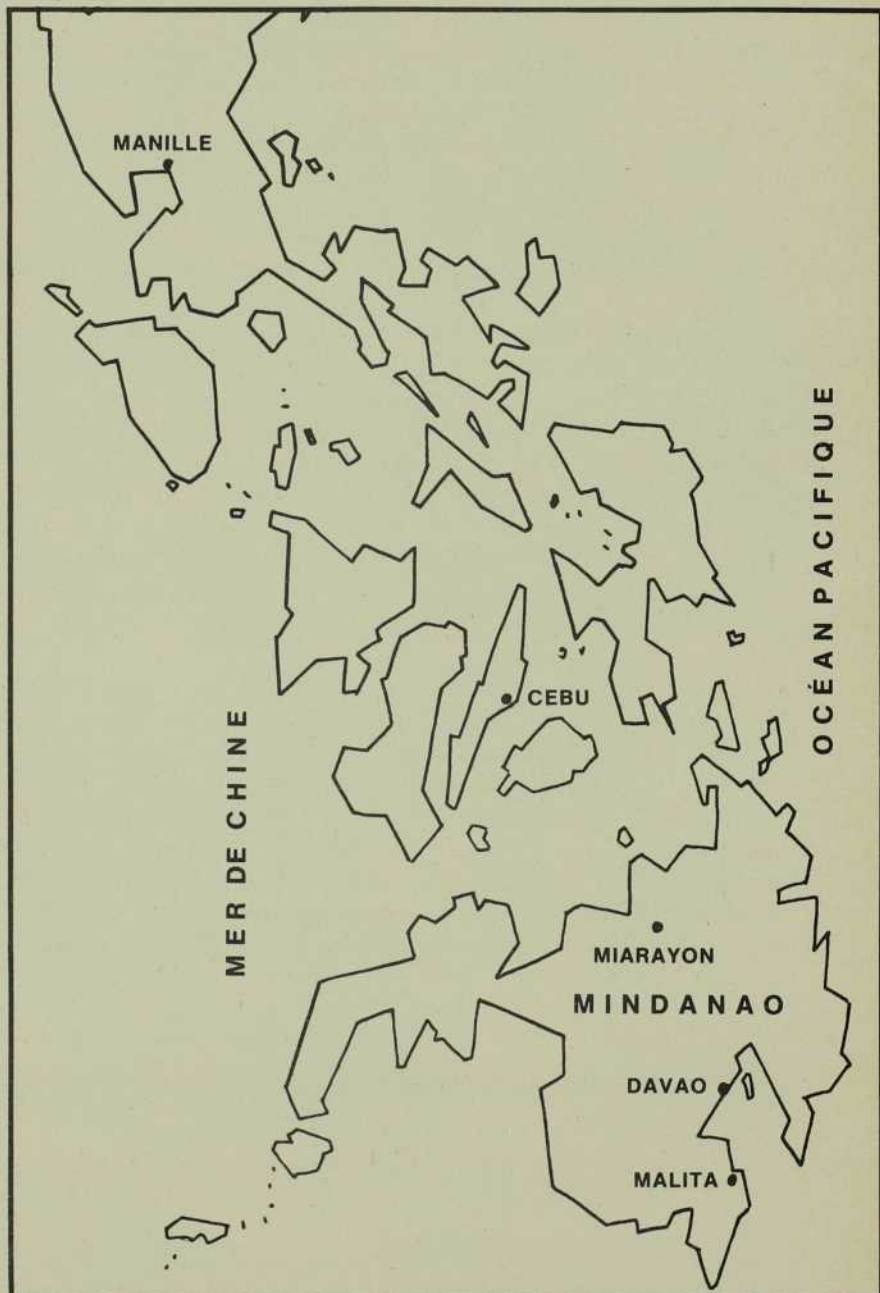 MANILLE
OCÉAN PACIFIQUE
CEBU
MER DE CHINE
MIARAYON
MINDANAO
DAVAO
MALITA